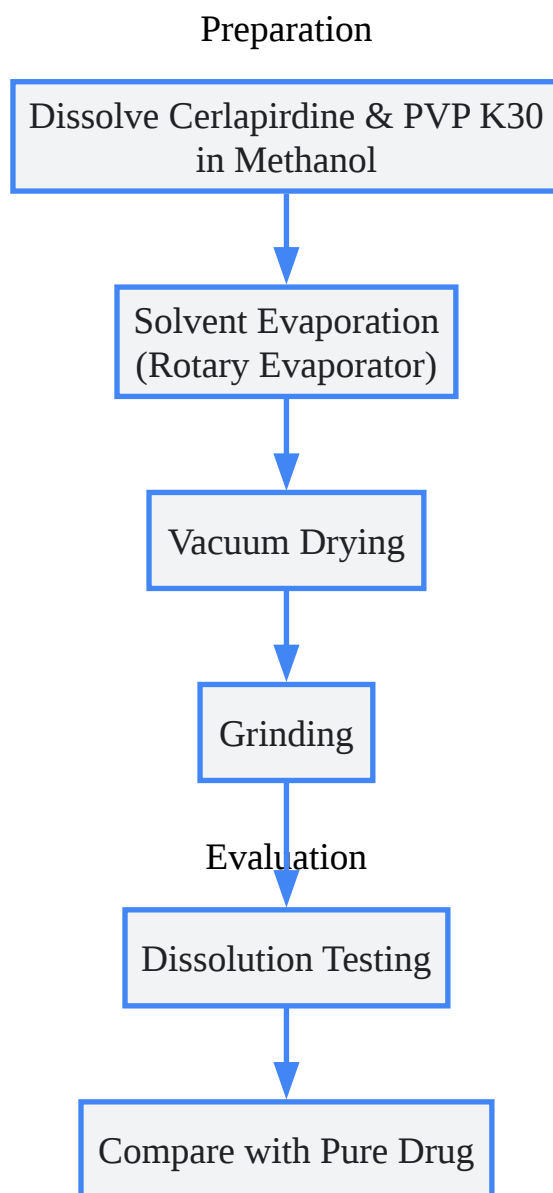 Preparation
Dissolve Cerlapirdine & PVP K30
in Methanol
Solvent Evaporation
(Rotary Evaporator)
Vacuum Drying
Grinding
Evaluation
Dissolution Testing
Compare with Pure Drug